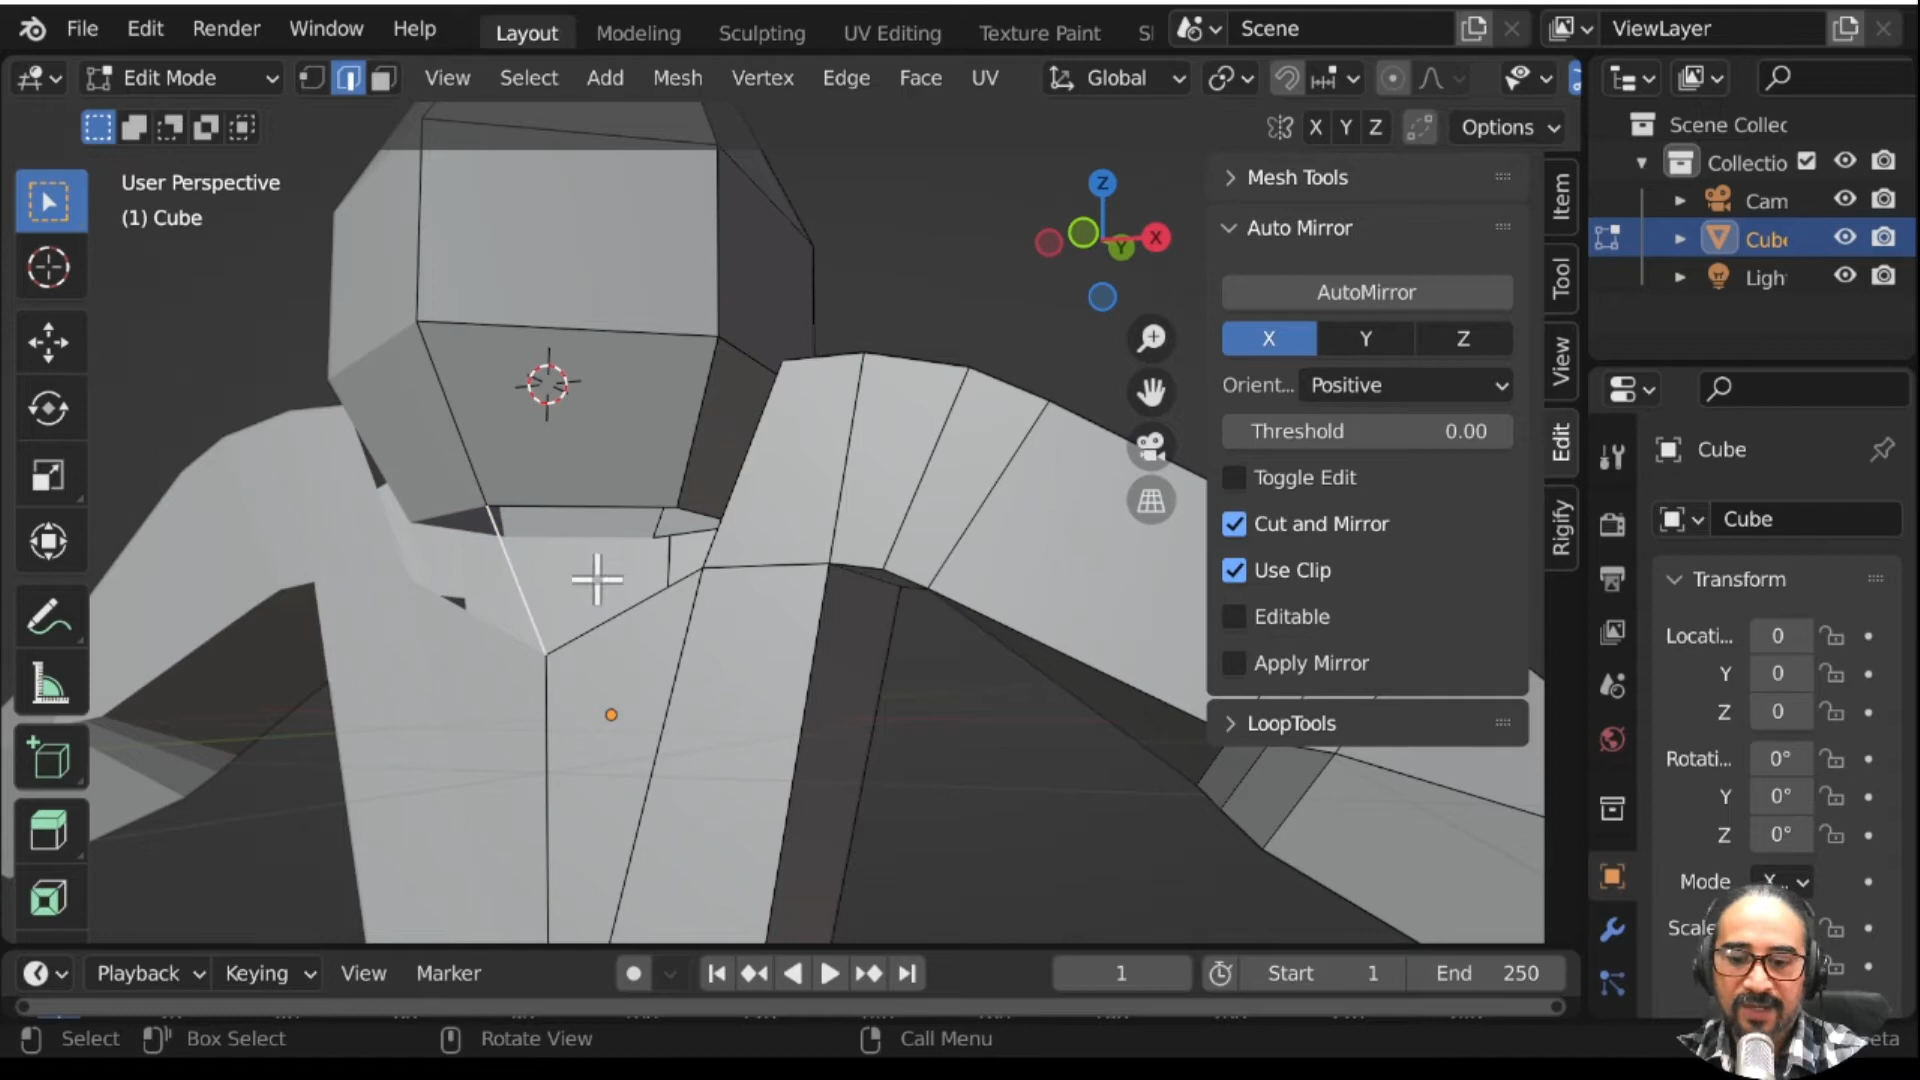 File Edit Render Window Help Layout Modeling Sculpting UV Editing Texture Paint Scene ViewLayer
Edit Mode View Select Add Mesh Vertex Edge Face UV Global
X Y Z Options
Scene Collec
Collectio
Cam
Cub
Ligh
User Perspective
(1) Cube
Z
X
Y
Mesh Tools
Auto Mirror
AutoMirror
X Y Z
Orient... Positive
Threshold 0.00
Toggle Edit
Cut and Mirror
Use Clip
Editable
Apply Mirror
LoopTools
Item
Tool
View
Edit
Rigify
Cube
Cube
Transform
Locati... 0
Y 0
Z 0
Rotati... 0°
Y 0°
Z 0°
Mode X..
Scale
Playback Keying View Marker 1 Start 1 End 250
Select Box Select Rotate View Call Menu